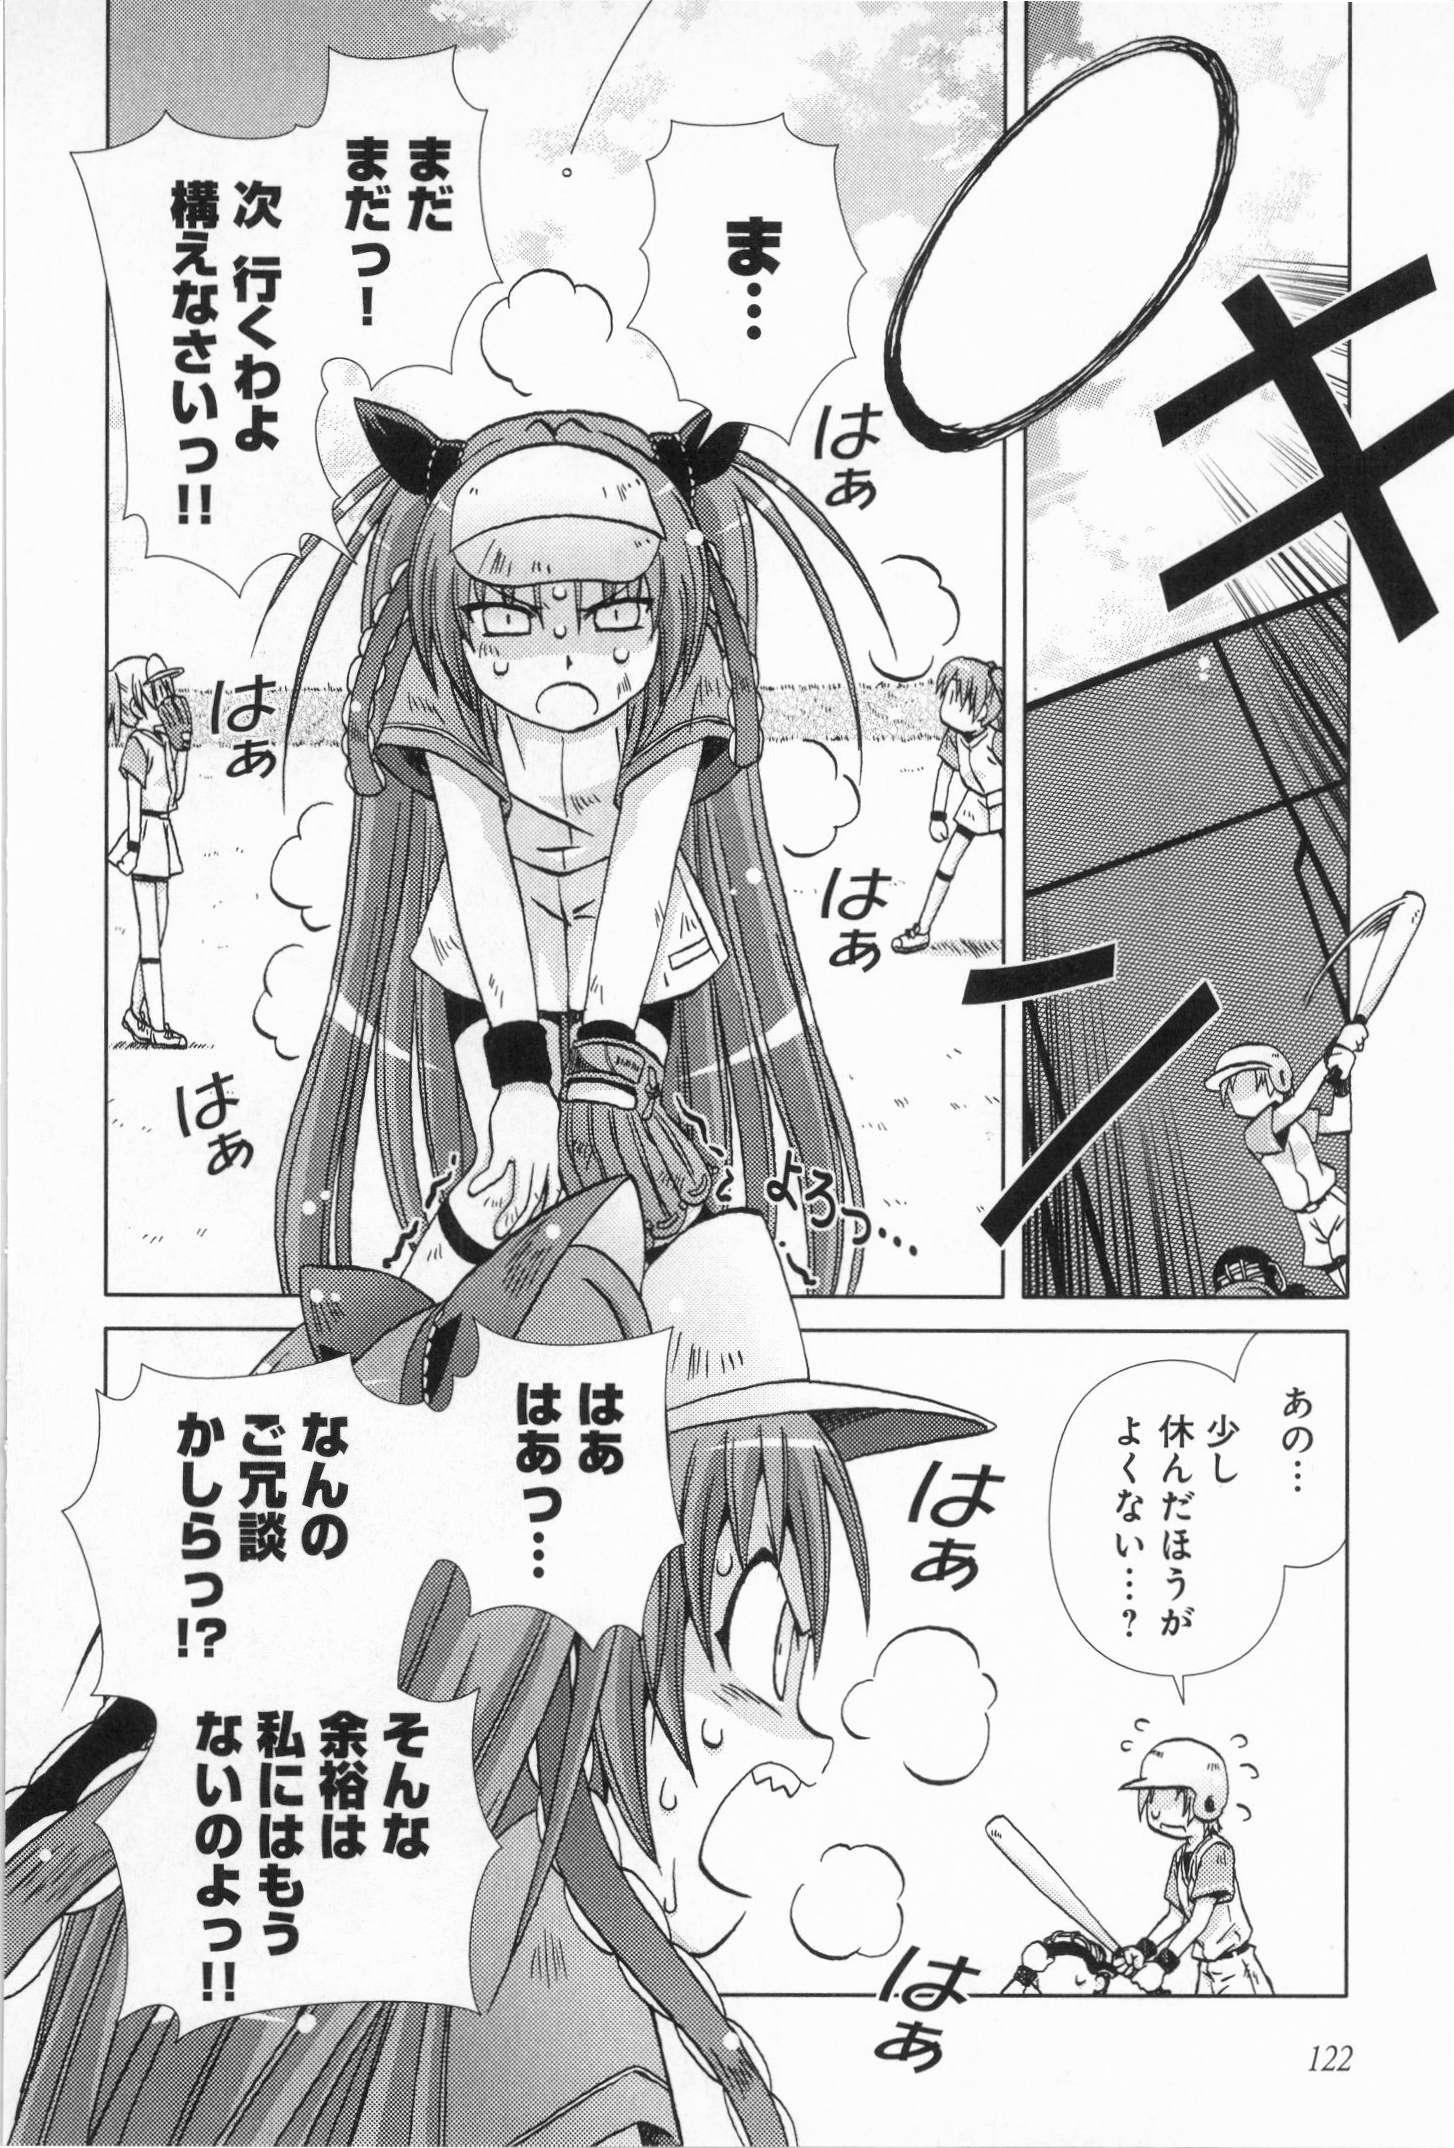 キーン
ま…
まだ
まだっ！
次 行くわよ
構えなさいっ!!
はぁ
はぁ
はぁ
はぁ
よろっ…
あの…
少し
休んだほうが
よくない…？
はあ
はあっ…
なんの
ご冗談
かしらっ!?
そんな
余裕は
私にはもう
ないのよっ!!
はぁ
はぁ
122